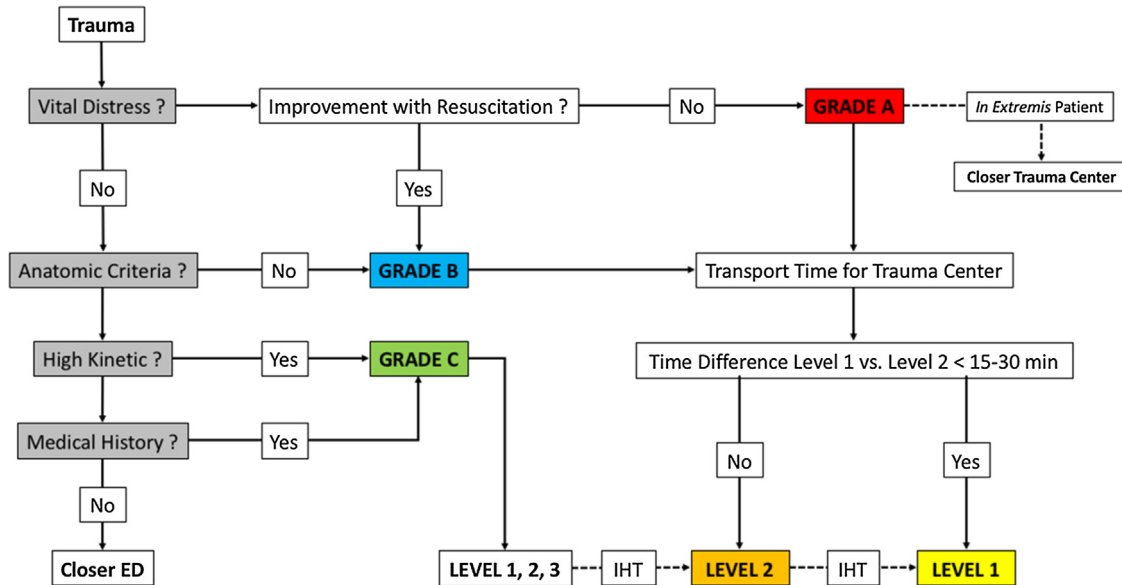 Trauma
Vital Distress ?
Improvement with Resuscitation ?
No
GRADE A
In Extremis Patient
Closer Trauma Center
No
Yes
Anatomic Criteria ?
No
GRADE B
Transport Time for Trauma Center
High Kinetic ?
Yes
GRADE C
Time Difference Level 1 vs. Level 2 < 15-30 min
Medical History ?
Yes
No
Yes
No
Closer ED
LEVEL 1, 2, 3
IHT
LEVEL 2
IHT
LEVEL 1